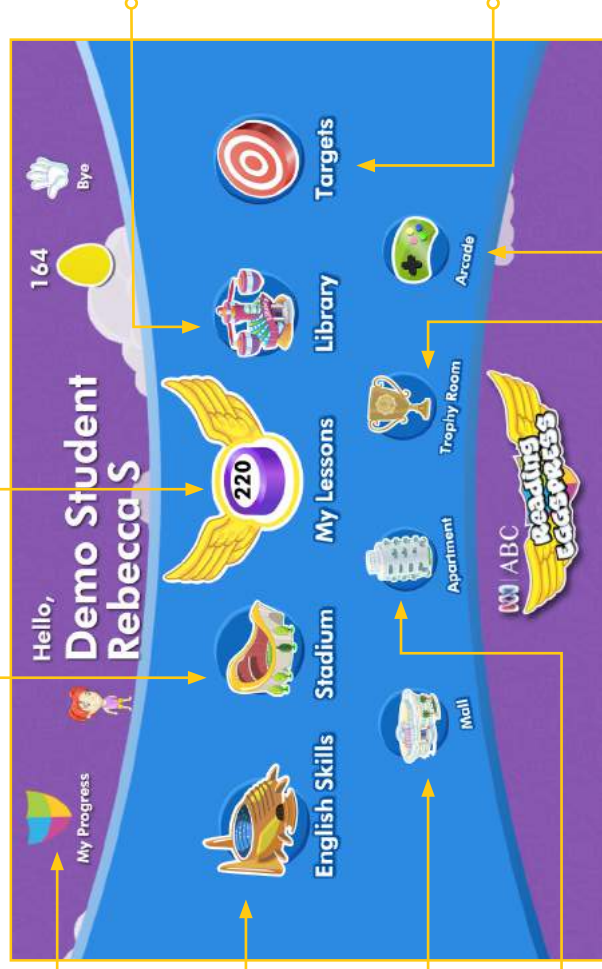 My Progress
Hello,
Demo Student
Rebecca S
164
Bye
220
English Skills
Stadium
My Lessons
Library
Targets
Mall
Apartment
Trophy Room
Arcade
ABC
Reading
EGGSPRESS